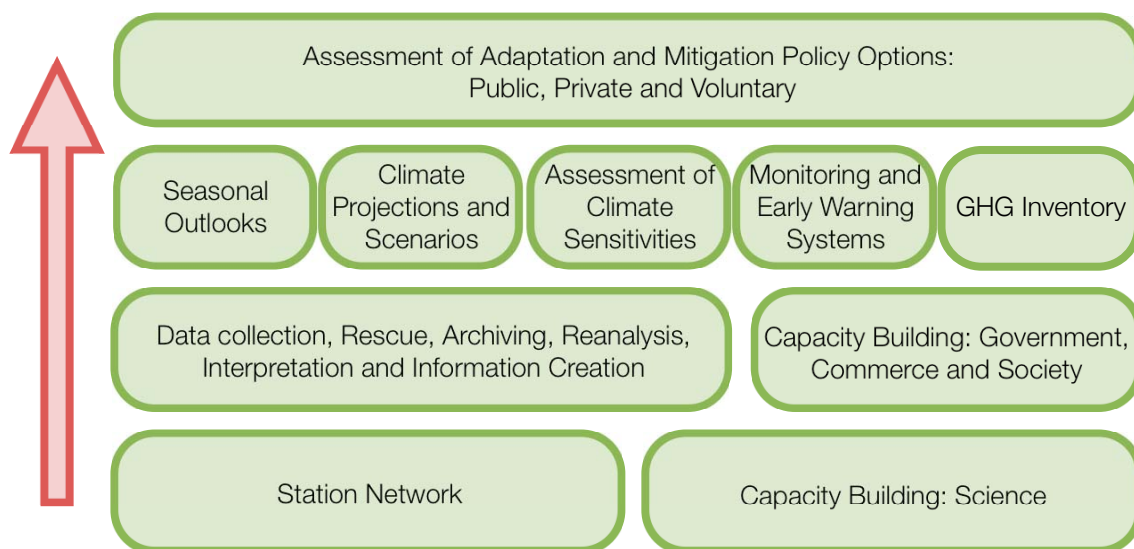 Assessment of Adaptation and Mitigation Policy Options:
Public, Private and Voluntary
Seasonal
Outlooks
Climate
Projections and
Scenarios
Assessment of
Climate
Sensitivities
Monitoring and
Early Warning
Systems
GHG Inventory
Data collection, Rescue, Archiving, Reanalysis,
Interpretation and Information Creation
Capacity Building: Government,
Commerce and Society
Station Network
Capacity Building: Science